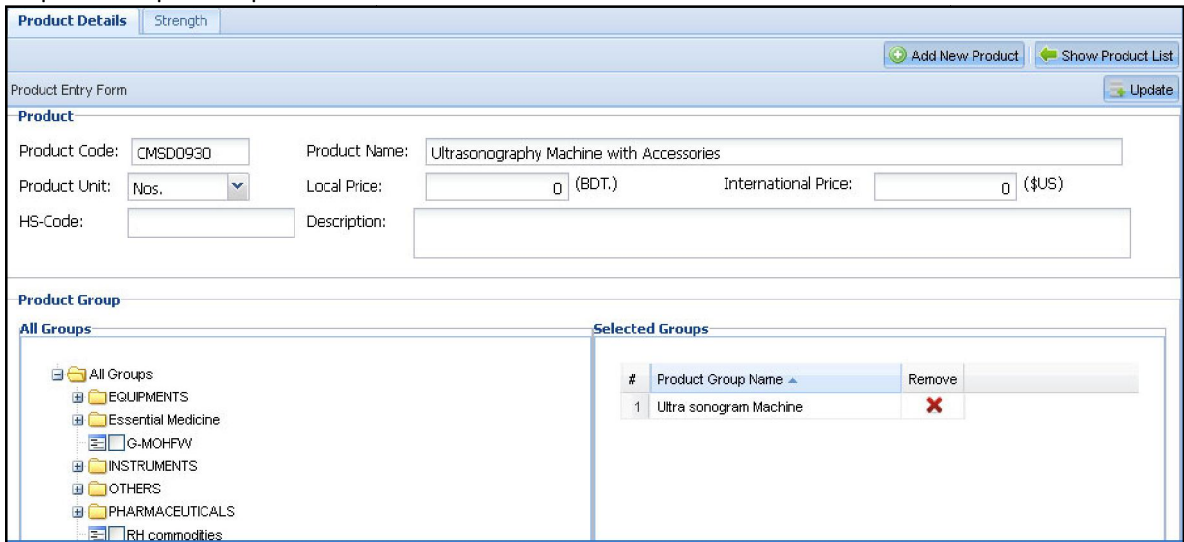 Product Details Strength
Add New Product Show Product List
Product Entry Form Update
Product
Product Code: CMSD0930 Product Name: Ultrasonography Machine with Accessories
Product Unit: Nos. Local Price: 0 (BDT.) International Price: 0 ($US)
HS-Code: Description:
Product Group
All Groups
All Groups
EQUIPMENTS
Essential Medicine
G-MOHFW
INSTRUMENTS
OTHERS
PHARMACEUTICALS
RH commodities
Selected Groups
# Product Group Name Remove
1 Ultra sonogram Machine